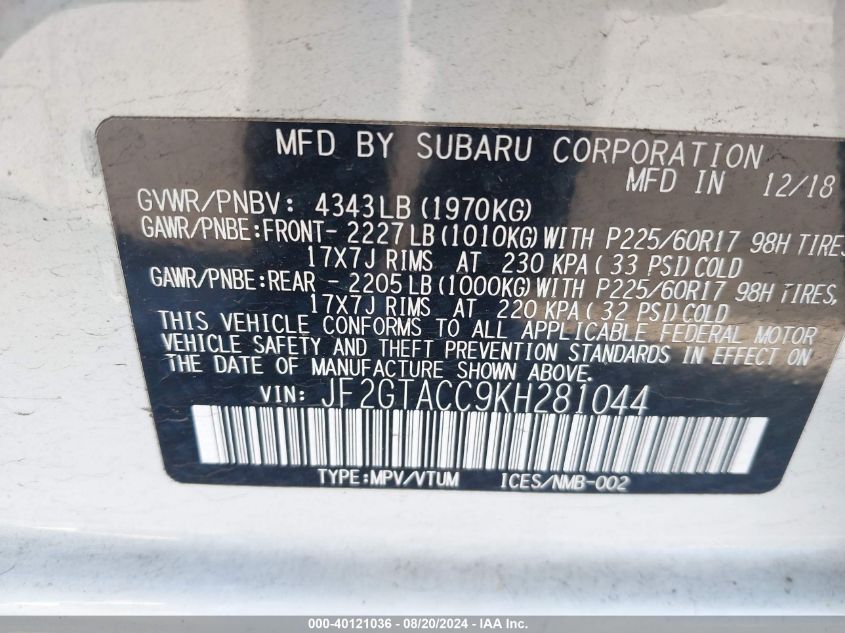 MFD BY SUBARU CORPORATION
MFD IN 12/18
GVWR/PNBV: 4343LB (1970KG)
GAWR/PNBE:FRONT- 2227LB(1010KG)WITH P225/60R17 98H TIRES
17X7J RIMS AT 230 KPA( 33 PSI)COLD
GAWR/PNBE:REAR - 2205LB(1000KG)WITH P225/60R17 98H TIRES,
17X7J RIMS AT 220 KPA( 32 PSI)COLD
THIS VEHICLE CONFORMS TO ALL APPLICABLE FEDERAL MOTOR
VEHICLE SAFETY AND THEFT PREVENTION STANDARDS IN EFFECT ON
THE DATE OF MANUFACTURE SHOWN ABOVE.
VIN: JF2GTACC9KH281044
TYPE:MPV/VTUM ICES/NMB-002
000-40121036 - 08/20/2024 - IAA Inc.